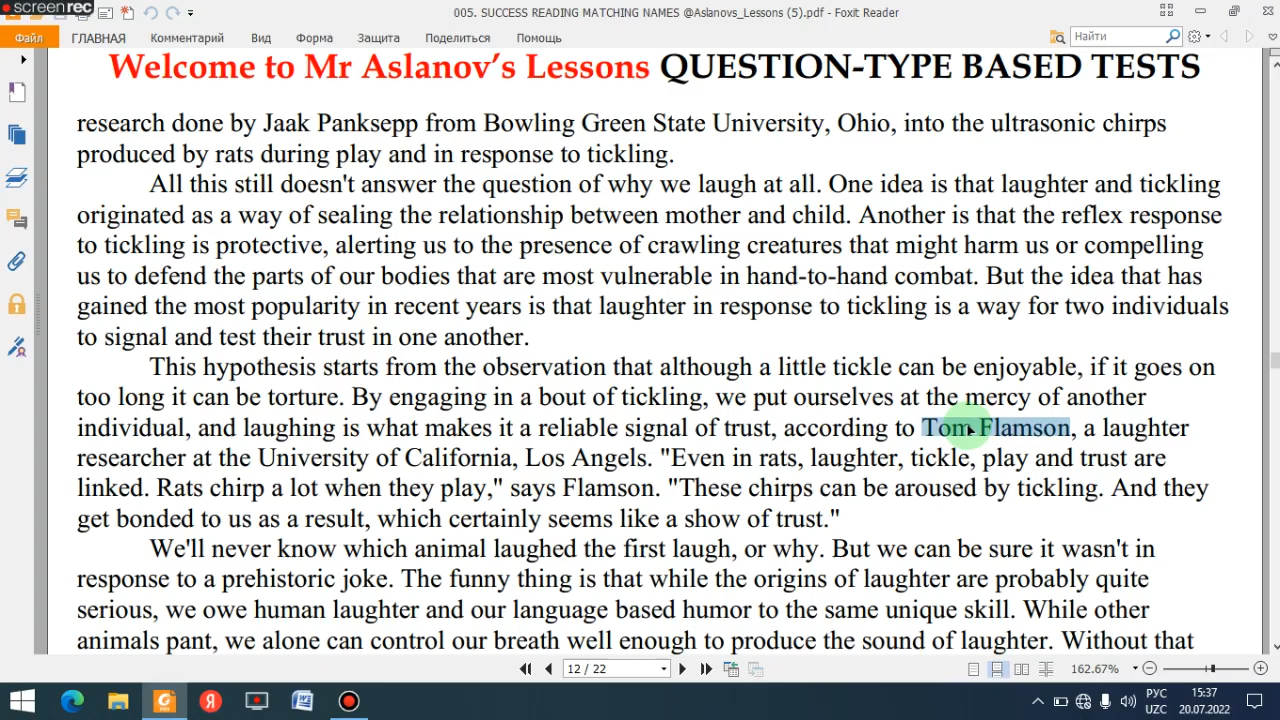 screenrec
005. SUCCESS READING MATCHING NAMES @Aslanovs_Lessons (5).pdf - Foxit Reader
Файл ГЛАВНАЯ Комментарий Вид Форма Защита Поделиться Помощь Найти
Welcome to Mr Aslanov’s Lessons QUESTION-TYPE BASED TESTS
research done by Jaak Panksepp from Bowling Green State University, Ohio, into the ultrasonic chirps
produced by rats during play and in response to tickling.
All this still doesn't answer the question of why we laugh at all. One idea is that laughter and tickling
originated as a way of sealing the relationship between mother and child. Another is that the reflex response
to tickling is protective, alerting us to the presence of crawling creatures that might harm us or compelling
us to defend the parts of our bodies that are most vulnerable in hand-to-hand combat. But the idea that has
gained the most popularity in recent years is that laughter in response to tickling is a way for two individuals
to signal and test their trust in one another.
This hypothesis starts from the observation that although a little tickle can be enjoyable, if it goes on
too long it can be torture. By engaging in a bout of tickling, we put ourselves at the mercy of another
individual, and laughing is what makes it a reliable signal of trust, according to Tom Flamson, a laughter
researcher at the University of California, Los Angels. "Even in rats, laughter, tickle, play and trust are
linked. Rats chirp a lot when they play," says Flamson. "These chirps can be aroused by tickling. And they
get bonded to us as a result, which certainly seems like a show of trust."
We'll never know which animal laughed the first laugh, or why. But we can be sure it wasn't in
response to a prehistoric joke. The funny thing is that while the origins of laughter are probably quite
serious, we owe human laughter and our language based humor to the same unique skill. While other
animals pant, we alone can control our breath well enough to produce the sound of laughter. Without that
12 / 22 162.67%
РУС 15:37
UZC 20.07.2022